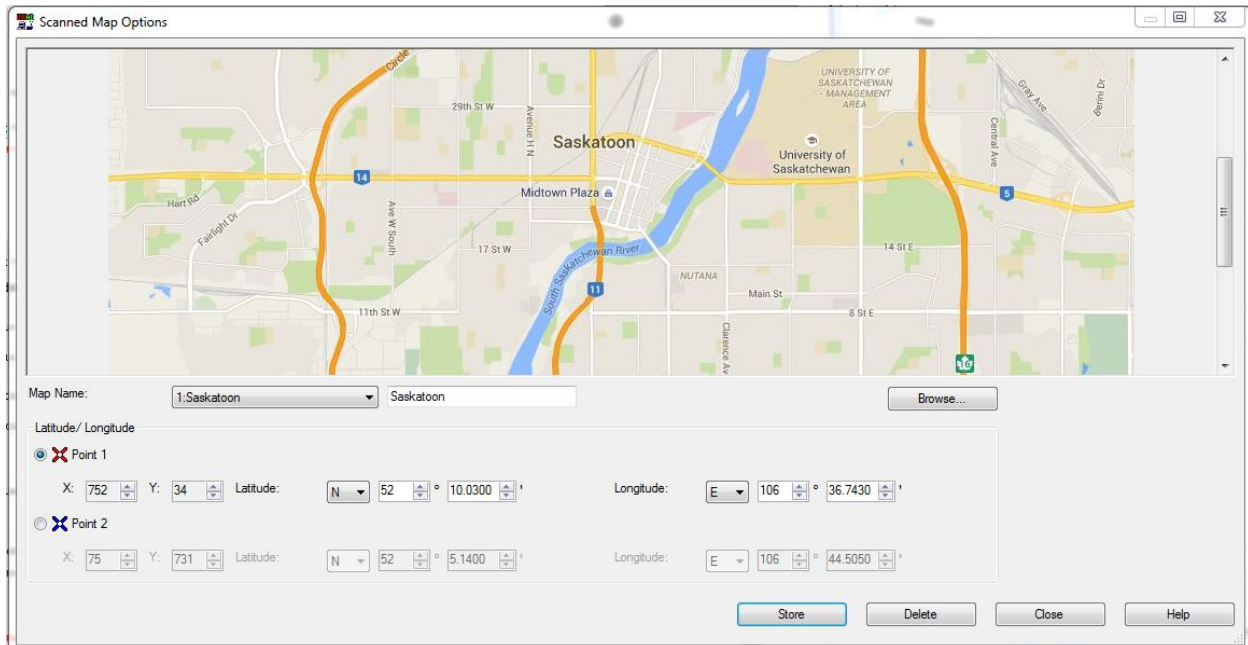 Scanned Map Options
Circle
UNIVERSITY OF
SASKATCHEWAN
- MANAGEMENT
AREA
Gray Ave
29th St W
Avenue H N
Central Ave
Saskatoon
University of
Saskatchewan
14
Midtown Plaza
5
Hart Rd
Ave W South
Fairlight Dr
17 St W
South Saskatchewan River
14 St E
NUTANA
11
Main St
11th St W
8 St E
Clarence Av
16
Map Name:
1:Saskatoon
Saskatoon
Browse...
Latitude/ Longitude
Point 1
X: 752 Y: 34 Latitude: N 52 ° 10.0300 ' Longitude: E 106 ° 36.7430 '
Point 2
X: 75 Y: 731 Latitude: N 52 ° 5.1400 ' Longitude: E 106 ° 44.5050 '
Store Delete Close Help